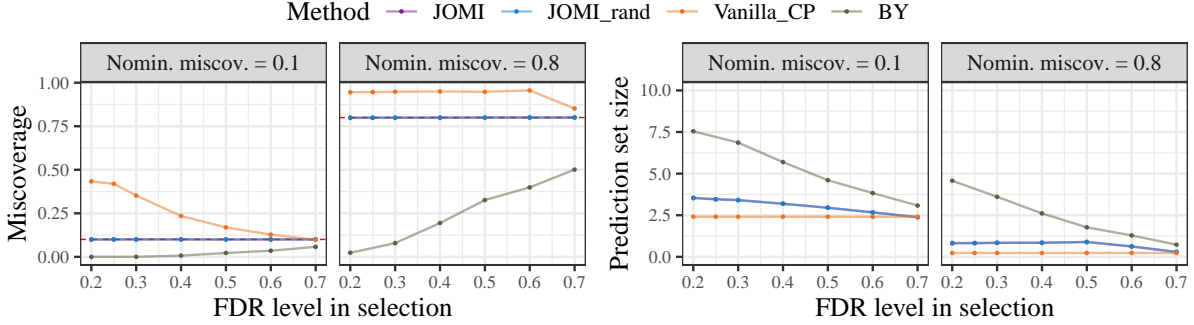 Method JOMI JOMI_rand Vanilla_CP BY
Nomin. miscov. = 0.1 Nomin. miscov. = 0.8 Nomin. miscov. = 0.1 Nomin. miscov. = 0.8
Miscoverage
1.00
0.75
0.50
0.25
0.00
Prediction set size
10.0
7.5
5.0
2.5
0.0
0.2 0.3 0.4 0.5 0.6 0.7 0.2 0.3 0.4 0.5 0.6 0.7 0.2 0.3 0.4 0.5 0.6 0.7 0.2 0.3 0.4 0.5 0.6 0.7
FDR level in selection FDR level in selection